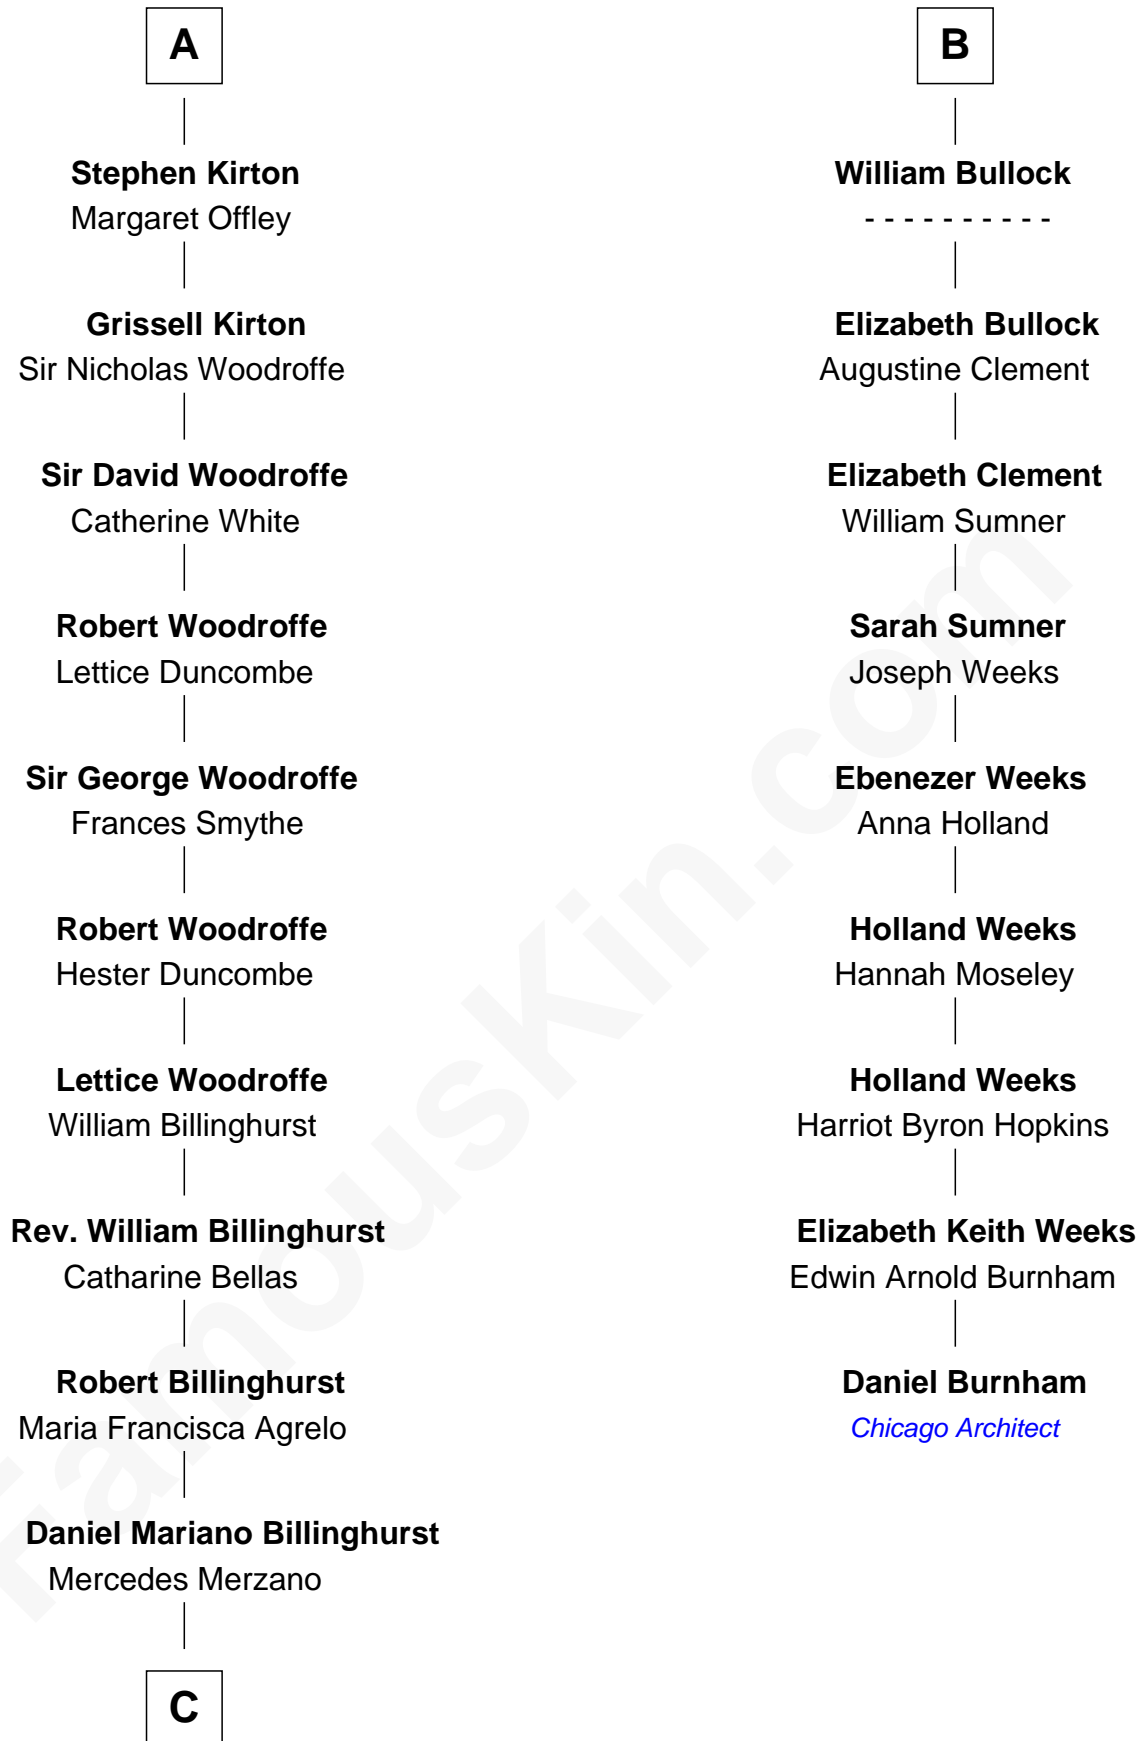 A
Stephen Kirton
Margaret Offley
Grissell Kirton
Sir Nicholas Woodroffe
Sir David Woodroffe
Catherine White
Robert Woodroffe
Lettice Duncombe
Sir George Woodroffe
Frances Smythe
Robert Woodroffe
Hester Duncombe
Lettice Woodroffe
William Billinghurst
Rev. William Billinghurst
Catharine Bellas
Robert Billinghurst
Maria Francisca Agrelo
Daniel Mariano Billinghurst
Mercedes Merzano
C
B
William Bullock
- - - - - - - - - -
Elizabeth Bullock
Augustine Clement
Elizabeth Clement
William Sumner
Sarah Sumner
Joseph Weeks
Ebenezer Weeks
Anna Holland
Holland Weeks
Hannah Moseley
Holland Weeks
Harriot Byron Hopkins
Elizabeth Keith Weeks
Edwin Arnold Burnham
Daniel Burnham
Chicago Architect
FamousKin.com